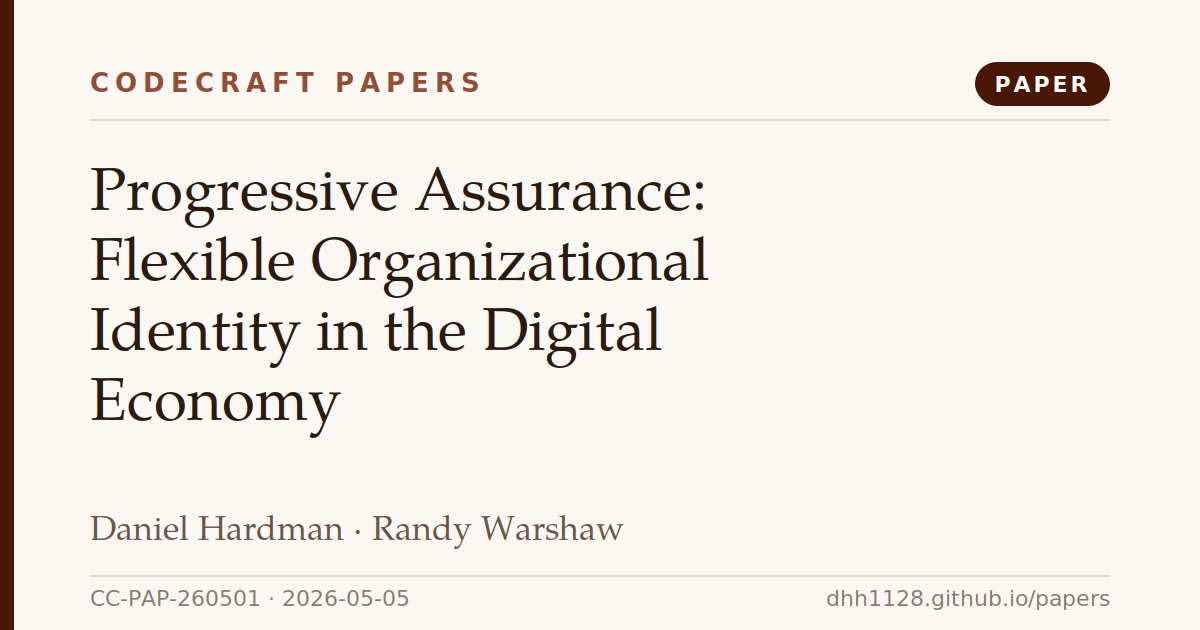 CODECRAFT PAPERS
PAPER
Progressive Assurance:
Flexible Organizational
Identity in the Digital
Economy
Daniel Hardman · Randy Warshaw
CC-PAP-260501 · 2026-05-05
dhh1128.github.io/papers